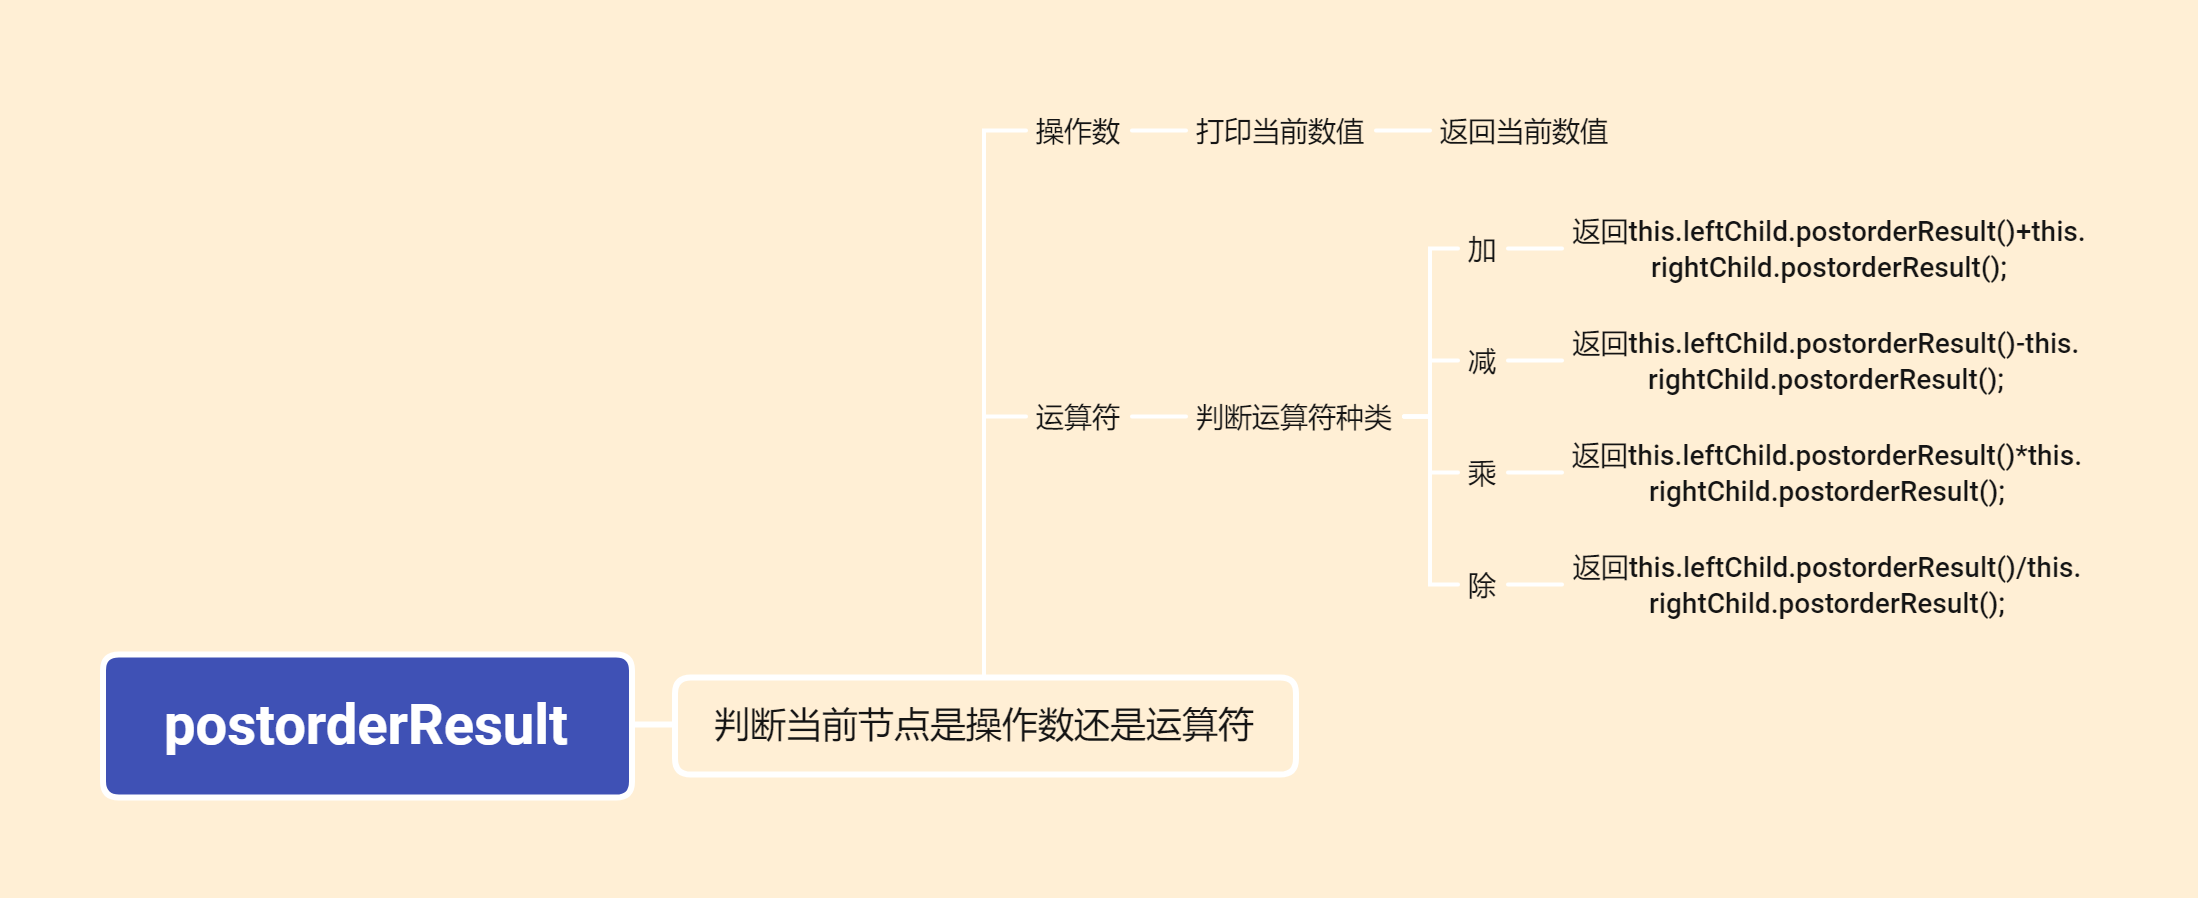 操作数
打印当前数值
返回当前数值
加
返回this.leftChild.postorderResult()+this.
rightChild.postorderResult();
减
返回this.leftChild.postorderResult()-this.
rightChild.postorderResult();
运算符
判断运算符种类
乘
返回this.leftChild.postorderResult()*this.
rightChild.postorderResult();
除
返回this.leftChild.postorderResult()/this.
rightChild.postorderResult();
postorderResult
判断当前节点是操作数还是运算符